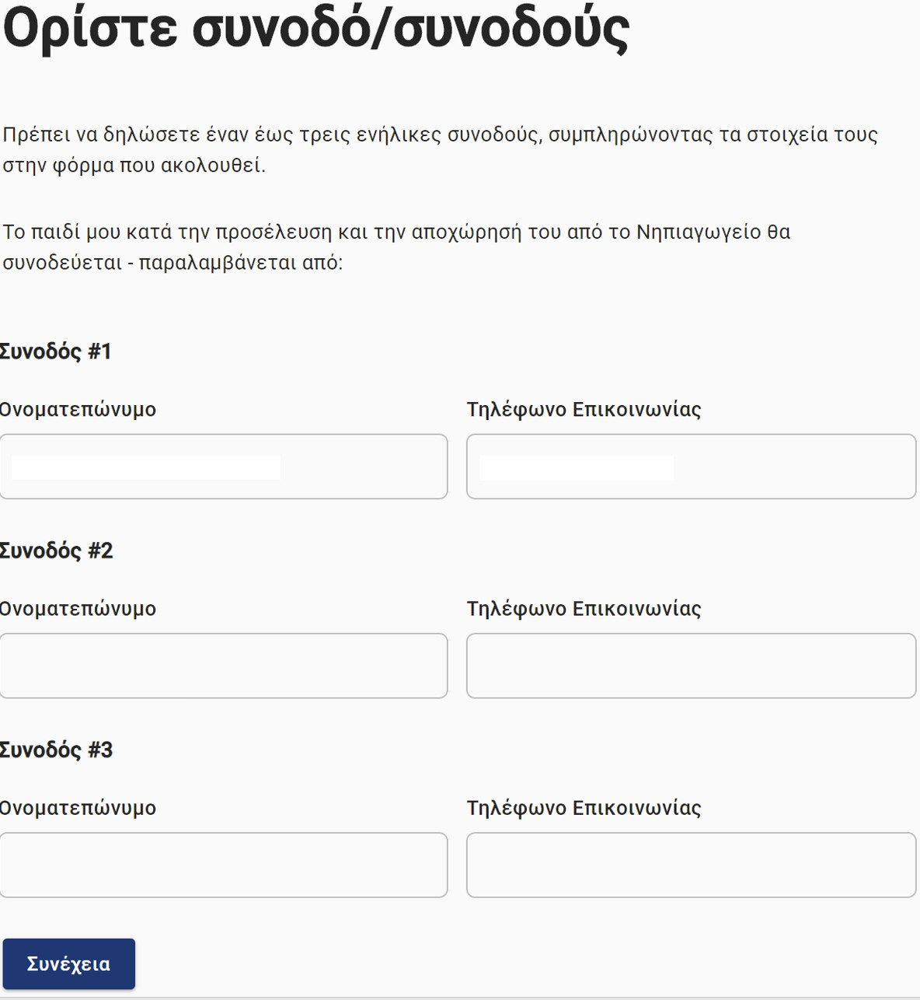 Ορίστε συνοδό/συνοδούς
Πρέπει να δηλώσετε έναν έως τρεις ενήλικες συνοδούς, συμπληρώνοντας τα στοιχεία τους
στην φόρμα που ακολουθεί.
Το παιδί μου κατά την προσέλευση και την αποχώρησή του από το Νηπιαγωγείο θα
συνοδεύεται - παραλαμβάνεται από:
Συνοδός #1
Ονοματεπώνυμο Τηλέφωνο Επικοινωνίας
Συνοδός #2
Ονοματεπώνυμο Τηλέφωνο Επικοινωνίας
Συνοδός #3
Ονοματεπώνυμο Τηλέφωνο Επικοινωνίας
Συνέχεια